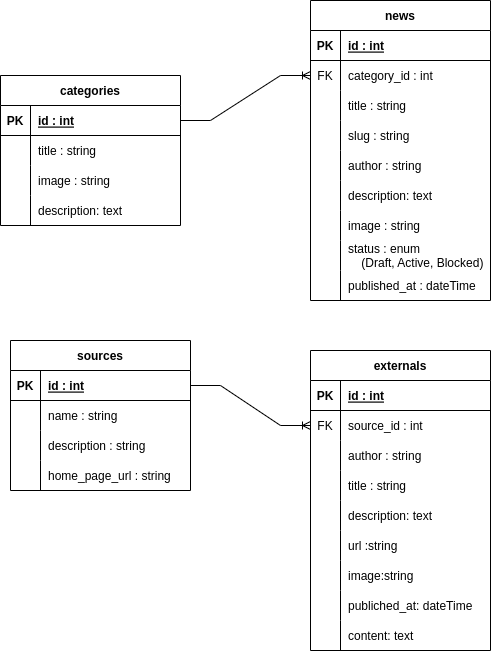 categories
PK id : int
title : string
image : string
description: text
news
PK id : int
FK category_id : int
title : string
slug : string
author : string
description: text
image : string
status : enum
(Draft, Active, Blocked)
published_at : dateTime
sources
PK id : int
name : string
description : string
home_page_url : string
externals
PK id : int
FK source_id : int
author : string
title : string
description: text
url :string
image:string
publiched_at: dateTime
content: text